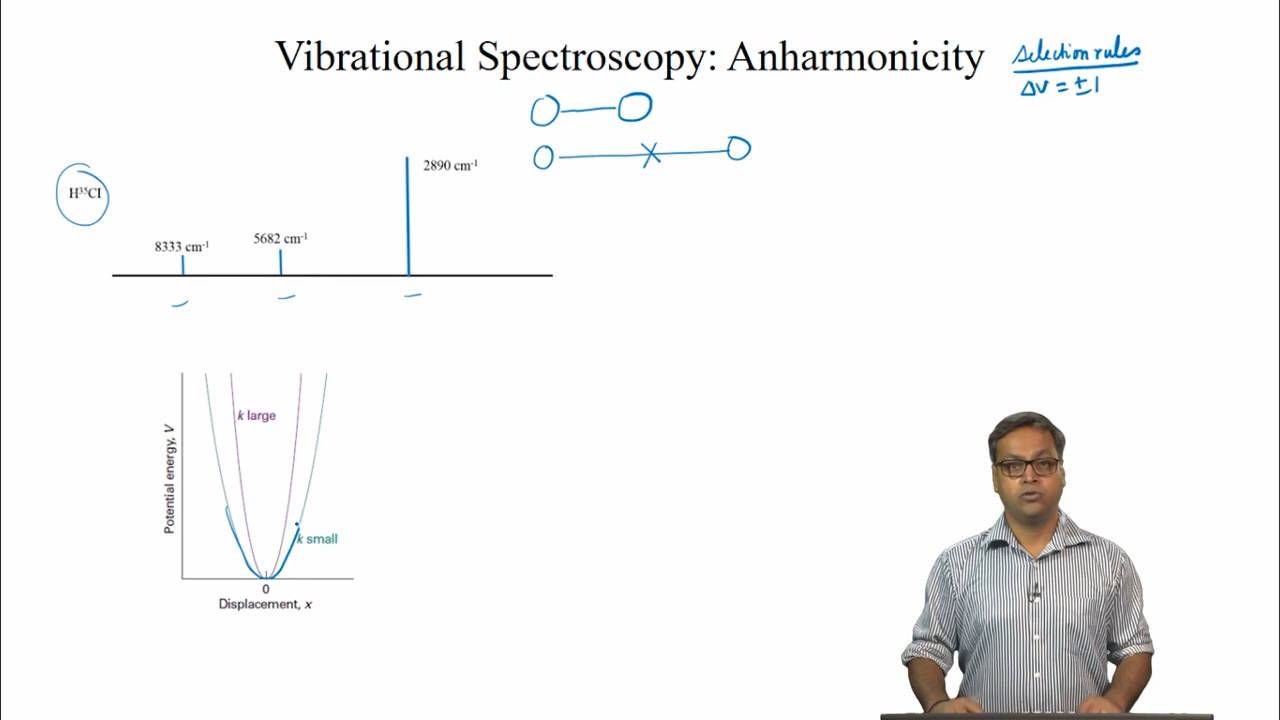 Vibrational Spectroscopy: Anharmonicity
selection rules
Δν = ±1
2890 cm⁻¹
H³⁵Cl
8333 cm⁻¹
5682 cm⁻¹
k large
Potential energy, V
k small
0
Displacement, x